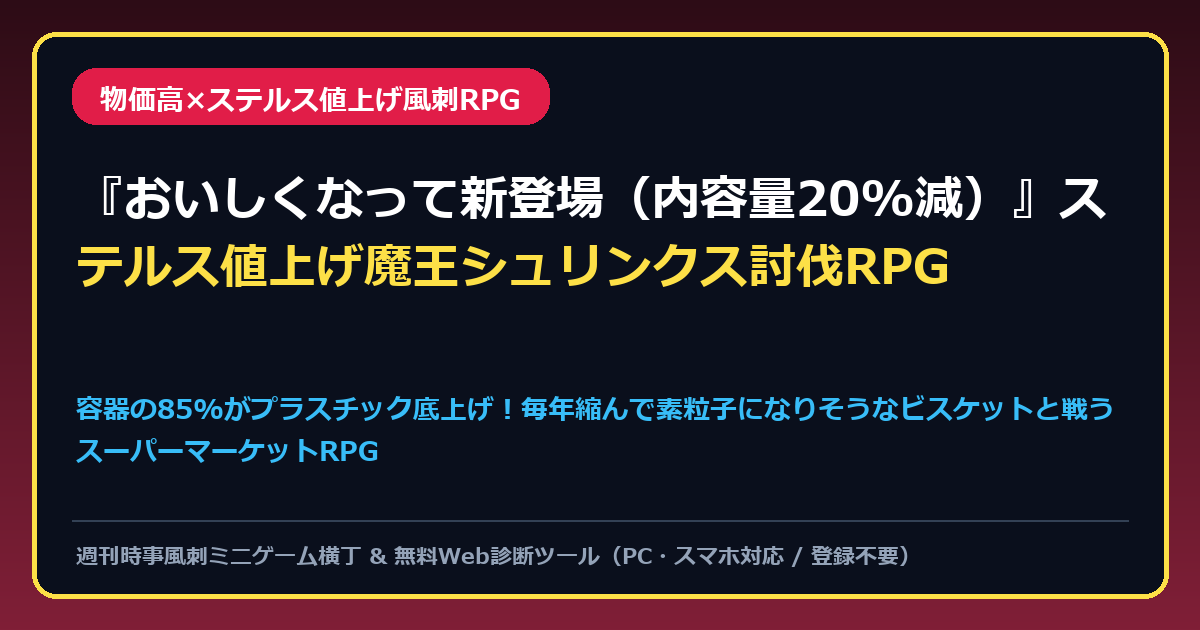 物価高×ステルス値上げ風刺RPG
『おいしくなって新登場（内容量20%減）』ス
テルス値上げ魔王シュリンクス討伐RPG
容器の85%がプラスチック底上げ！毎年縮んで素粒子になりそうなビスケットと戦う
スーパーマーケットRPG
週刊時事風刺ミニゲーム横丁 & 無料Web診断ツール（PC・スマホ対応 / 登録不要）